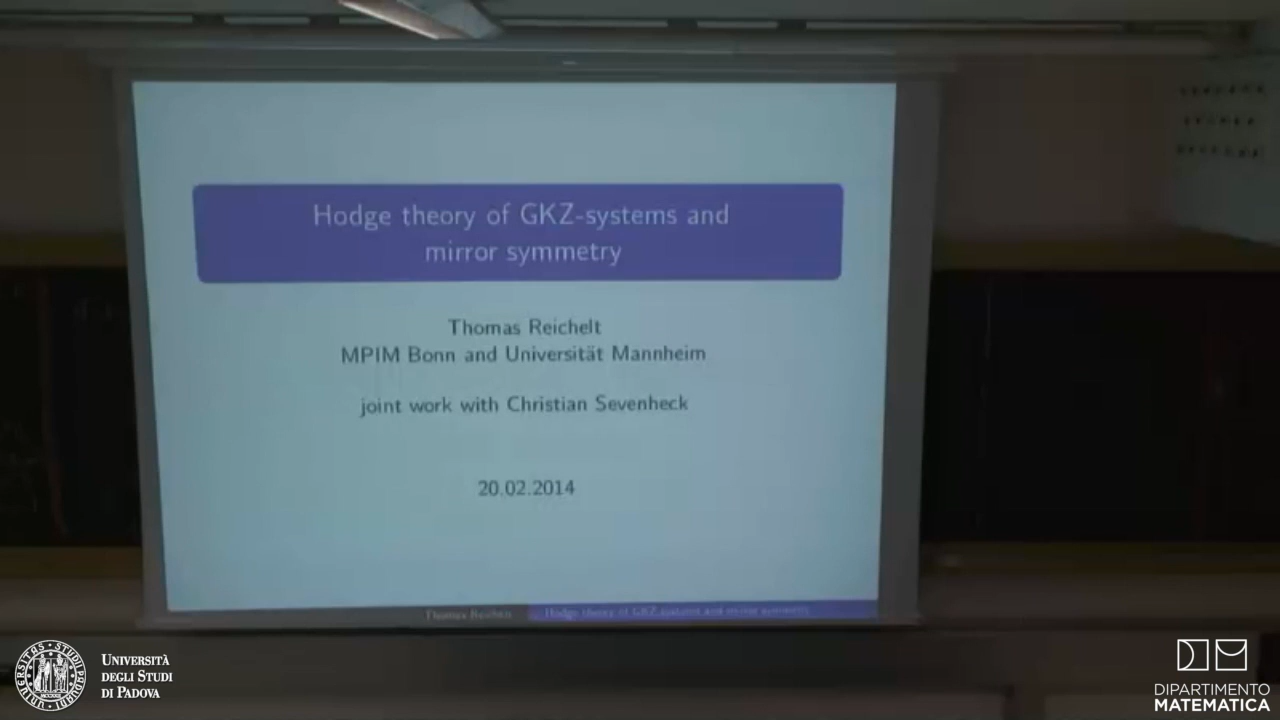 Hodge theory of GKZ-systems and
mirror symmetry
Thomas Reichelt
MPIM Bonn and Universität Mannheim
joint work with Christian Sevenheck
20.02.2014
Thomas Reichelt
Hodge theory of GKZ-systems and mirror symmetry
UNIVERSITÀ
DEGLI STUDI
DI PADOVA
DIPARTIMENTO
MATEMATICA